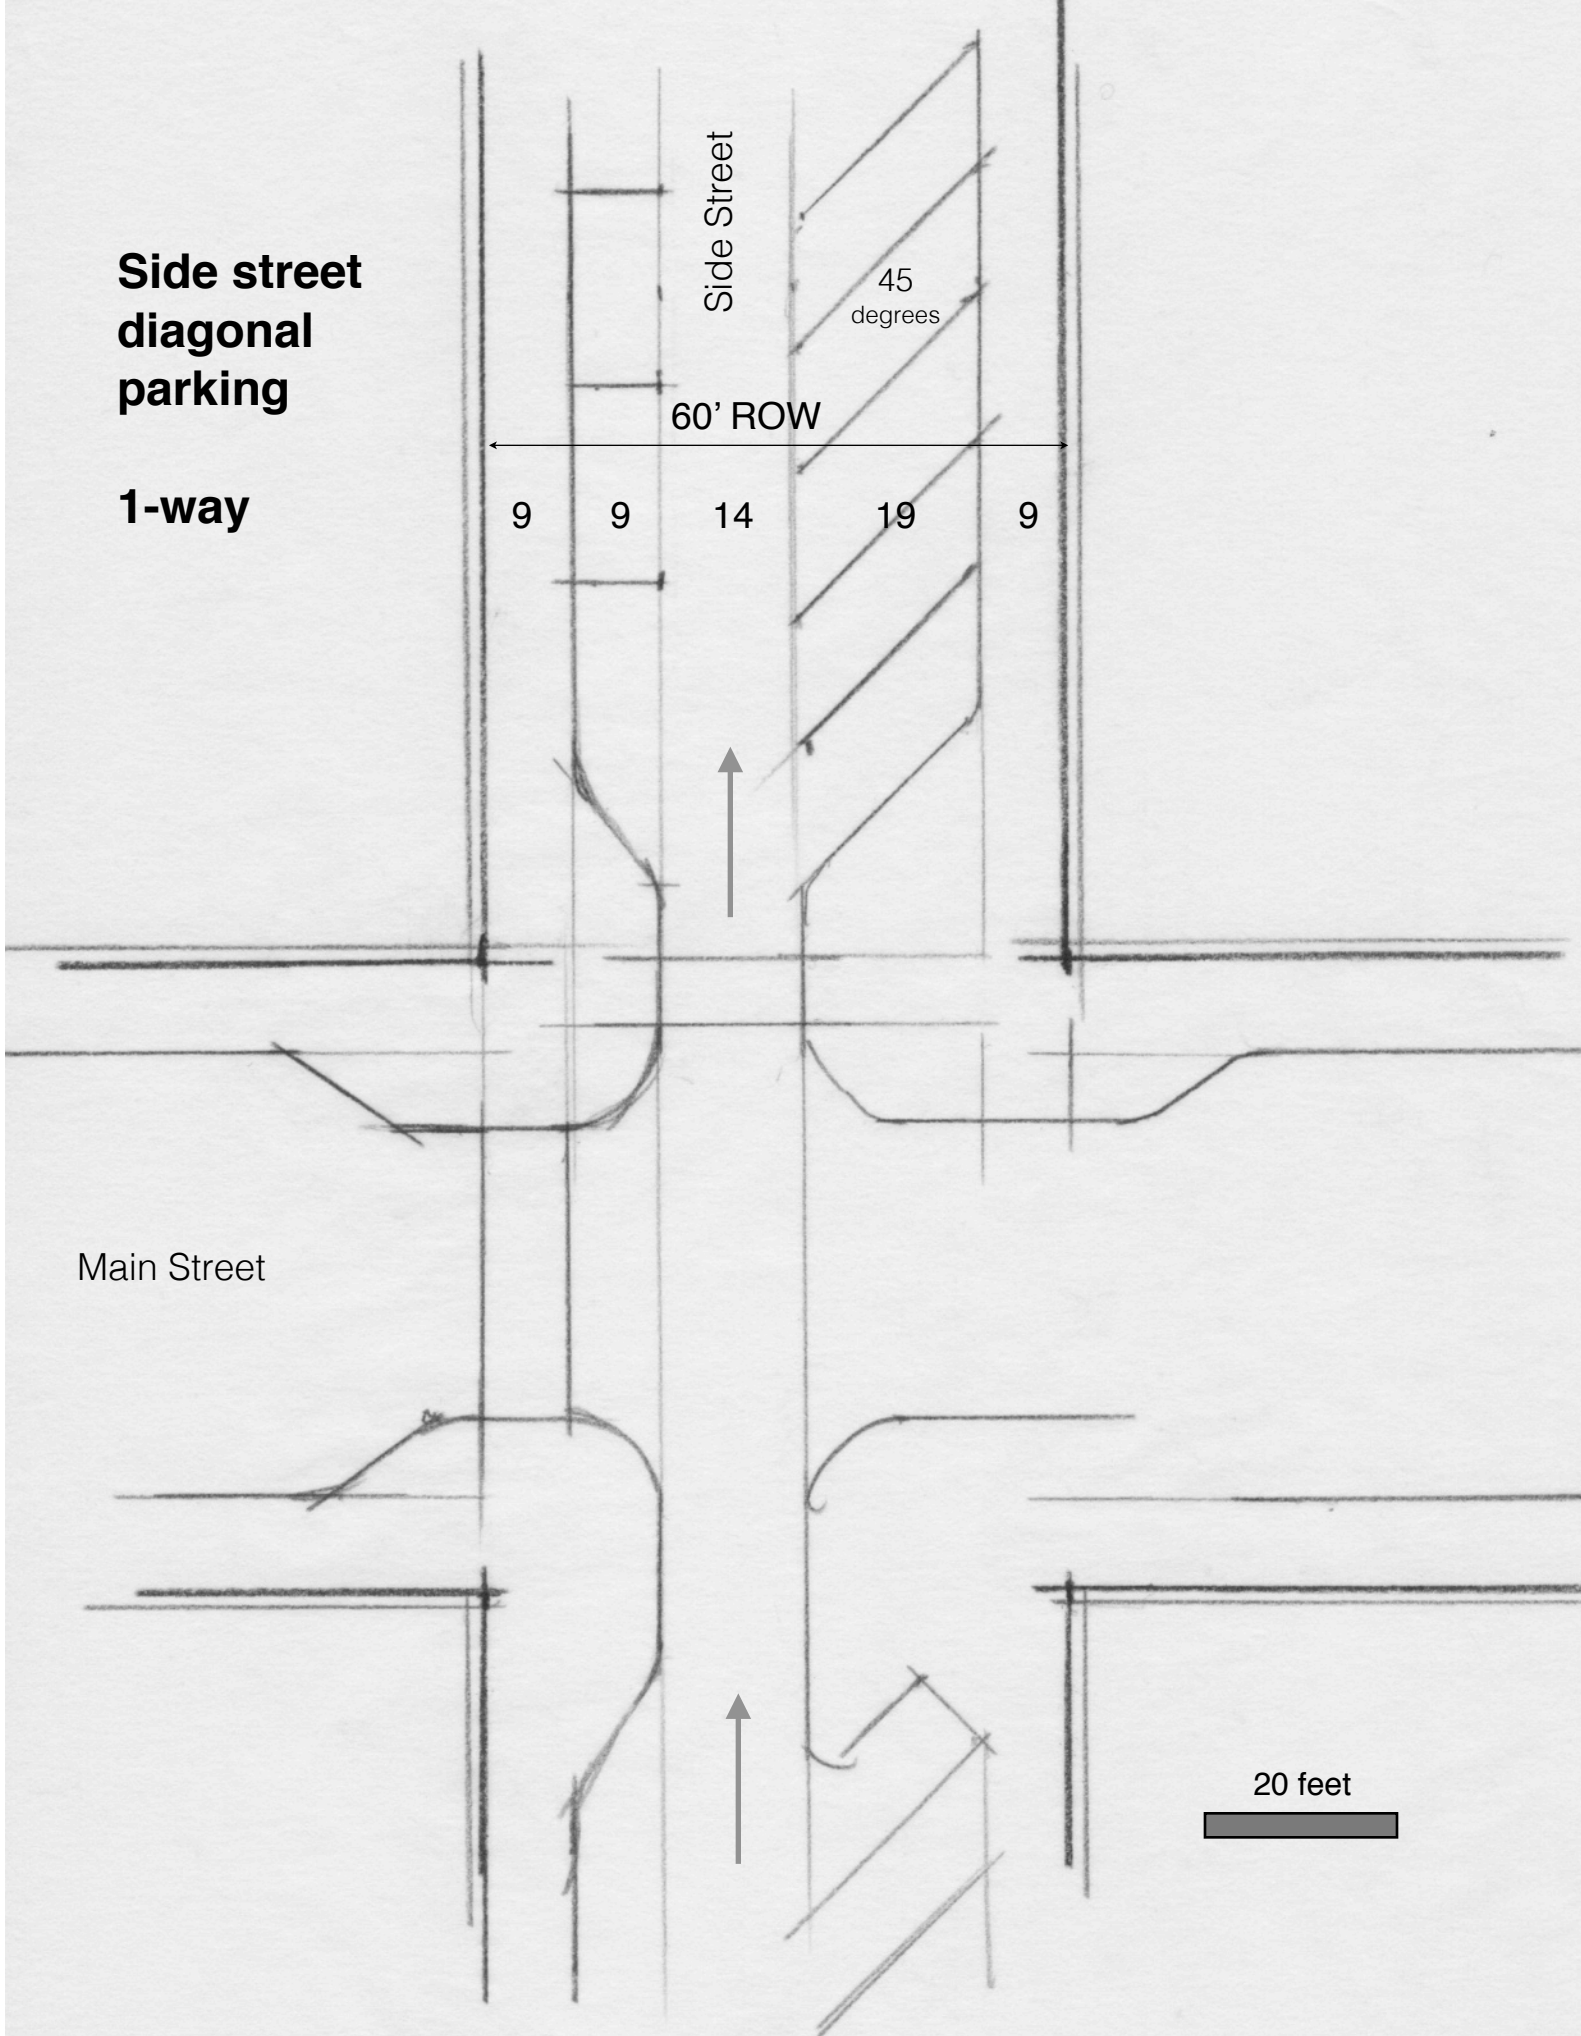 Side street
diagonal
parking
1-way
Side Street
45
degrees
60’ ROW
9 9 14 19 9
Main Street
20 feet